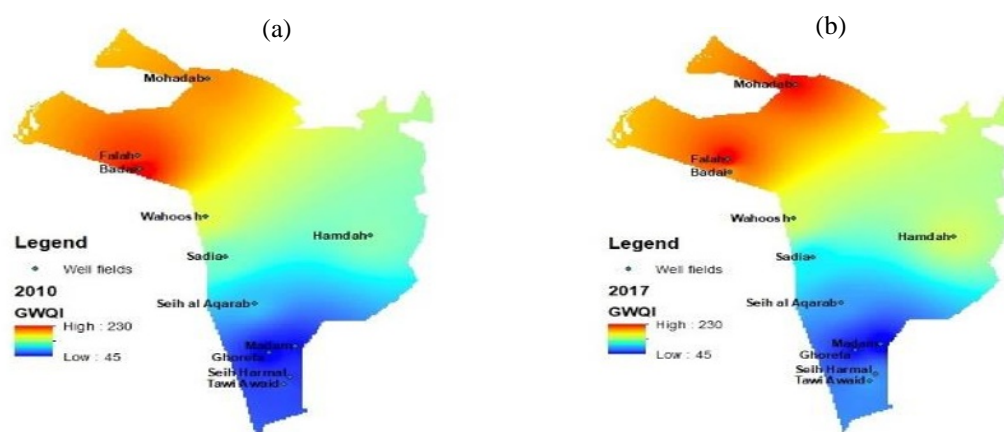 (a)
Mohadab
Falah
Badai
Wahoosh
Hamdah
Sadia
Legend
Well fields
2010
GWQI
High : 230
Low : 45
Seih al Aqarab
Madam
Ghorefa
Seih Harmal
Tawi Awaid
(b)
Mohadab
Falah
Badai
Wahoosh
Hamdah
Sadia
Legend
Well fields
2017
GWQI
High : 230
Low : 45
Seih al Aqarab
Madam
Ghorefa
Seih Harmal
Tawi Awaid